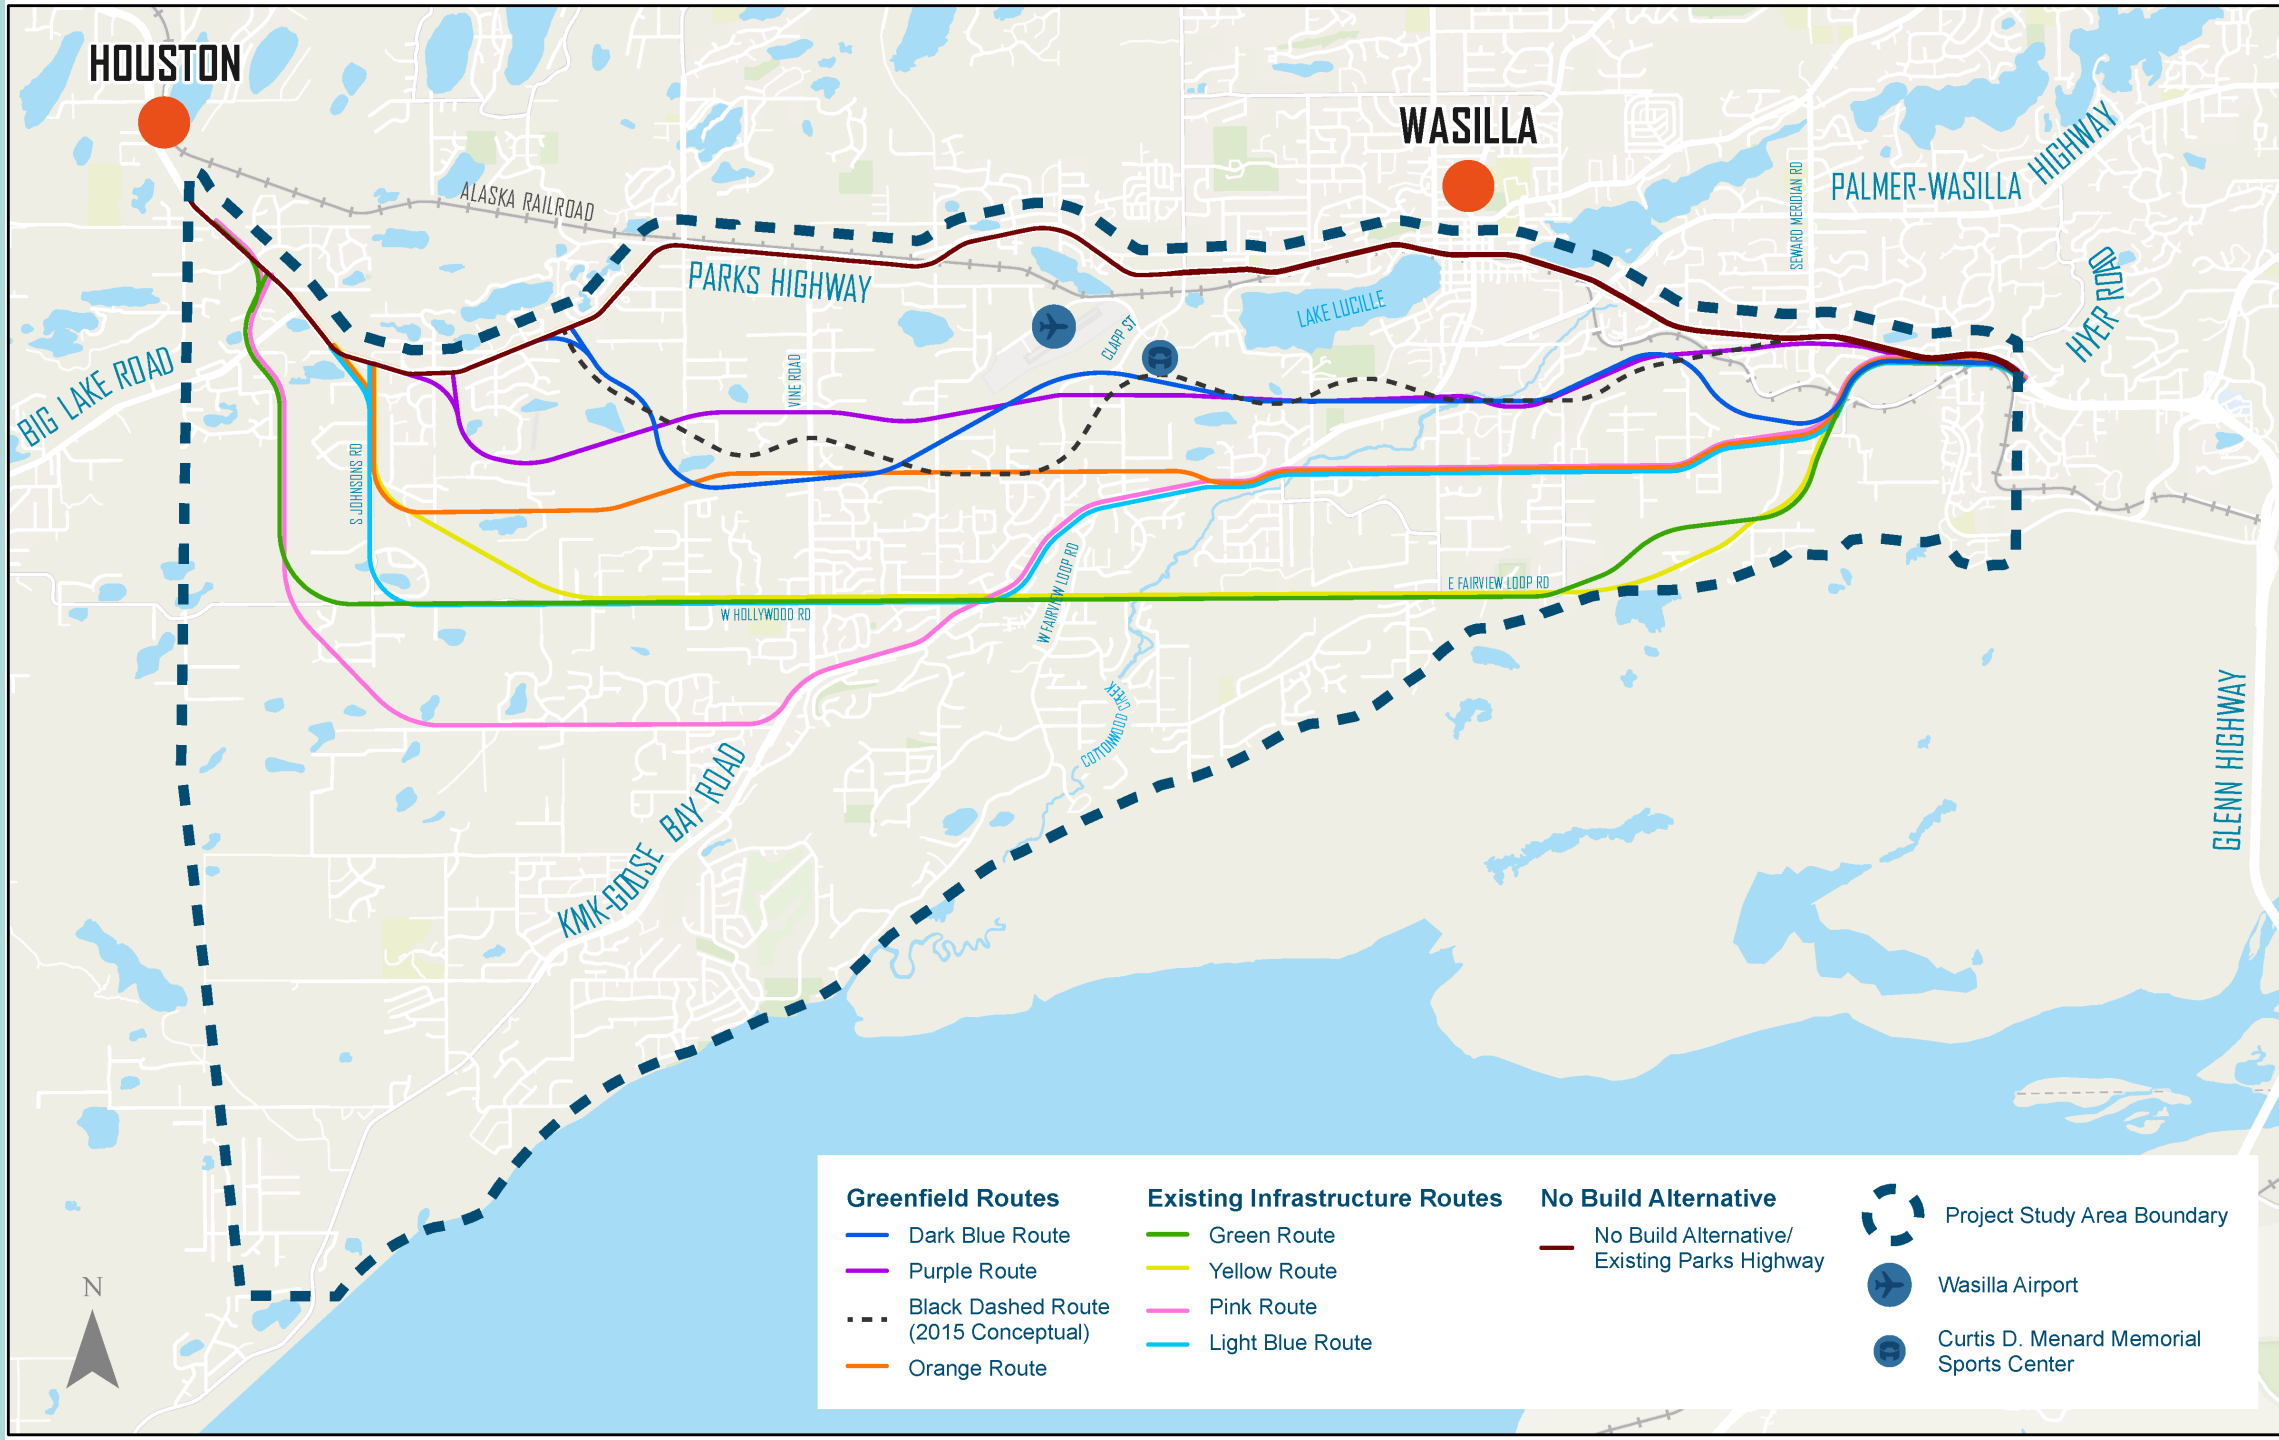 HOUSTON
WASILLA
ALASKA RAILROAD
PALMER-WASILLA HIGHWAY
SEWARD MERIDIAN RD
HYER ROAD
PARKS HIGHWAY
LAKE LUCILLE
CLAPP ST
BIG LAKE ROAD
VINE ROAD
S JOHNSONS RD
W HOLLYWOOD RD
W FAIRVIEW LOOP RD
E FAIRVIEW LOOP RD
COTTONWOOD CREEK
KMK-GOOSE BAY ROAD
GLENN HIGHWAY
N
Greenfield Routes
Dark Blue Route
Purple Route
Black Dashed Route
(2015 Conceptual)
Orange Route
Existing Infrastructure Routes
Green Route
Yellow Route
Pink Route
Light Blue Route
No Build Alternative
No Build Alternative/
Existing Parks Highway
Project Study Area Boundary
Wasilla Airport
Curtis D. Menard Memorial
Sports Center